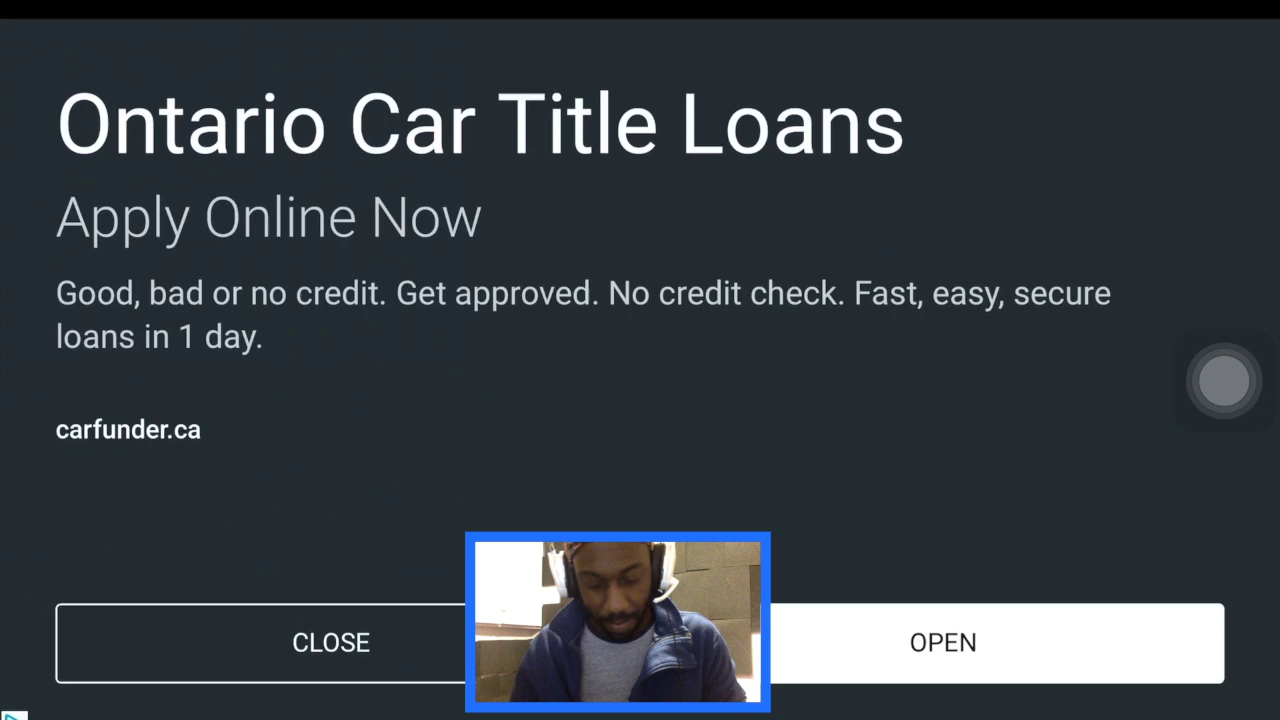 Ontario Car Title Loans
Apply Online Now
Good, bad or no credit. Get approved. No credit check. Fast, easy, secure
loans in 1 day.
carfunder.ca
CLOSE
OPEN